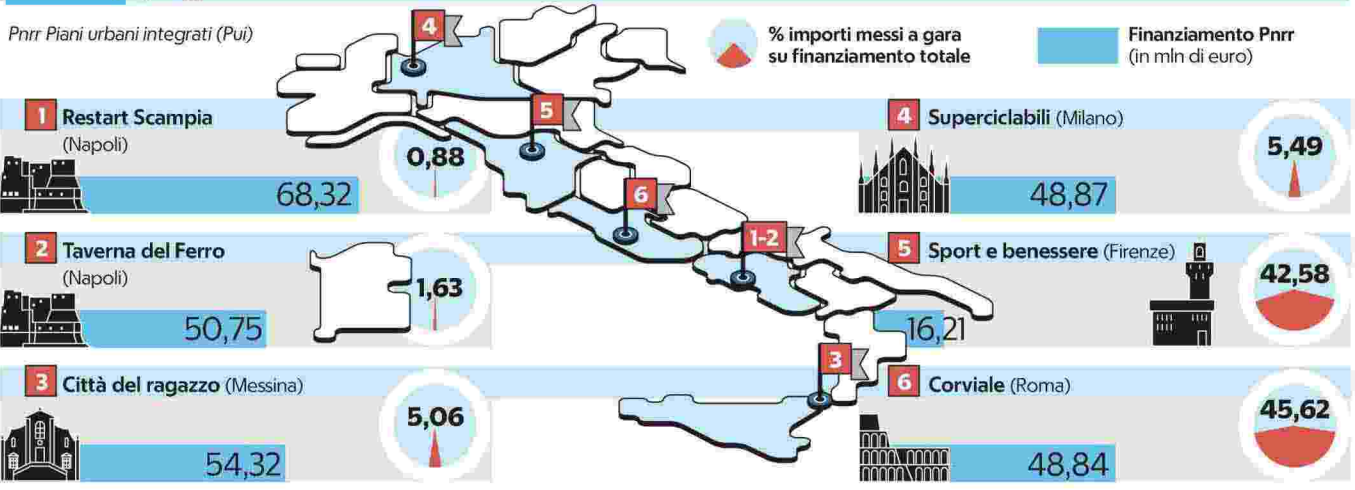 Pnrr Piani urbani integrati (Pui)
% importi messi a gara
su finanziamento totale
Finanziamento Pnrr
(in mln di euro)
4
5
6
1-2
3
1 Restart Scampia
(Napoli)
0,88
68,32
2 Taverna del Ferro
(Napoli)
1,63
50,75
3 Città del ragazzo (Messina)
5,06
54,32
4 Superciclabili (Milano)
5,49
48,87
5 Sport e benessere (Firenze)
42,58
16,21
6 Corviale (Roma)
45,62
48,84